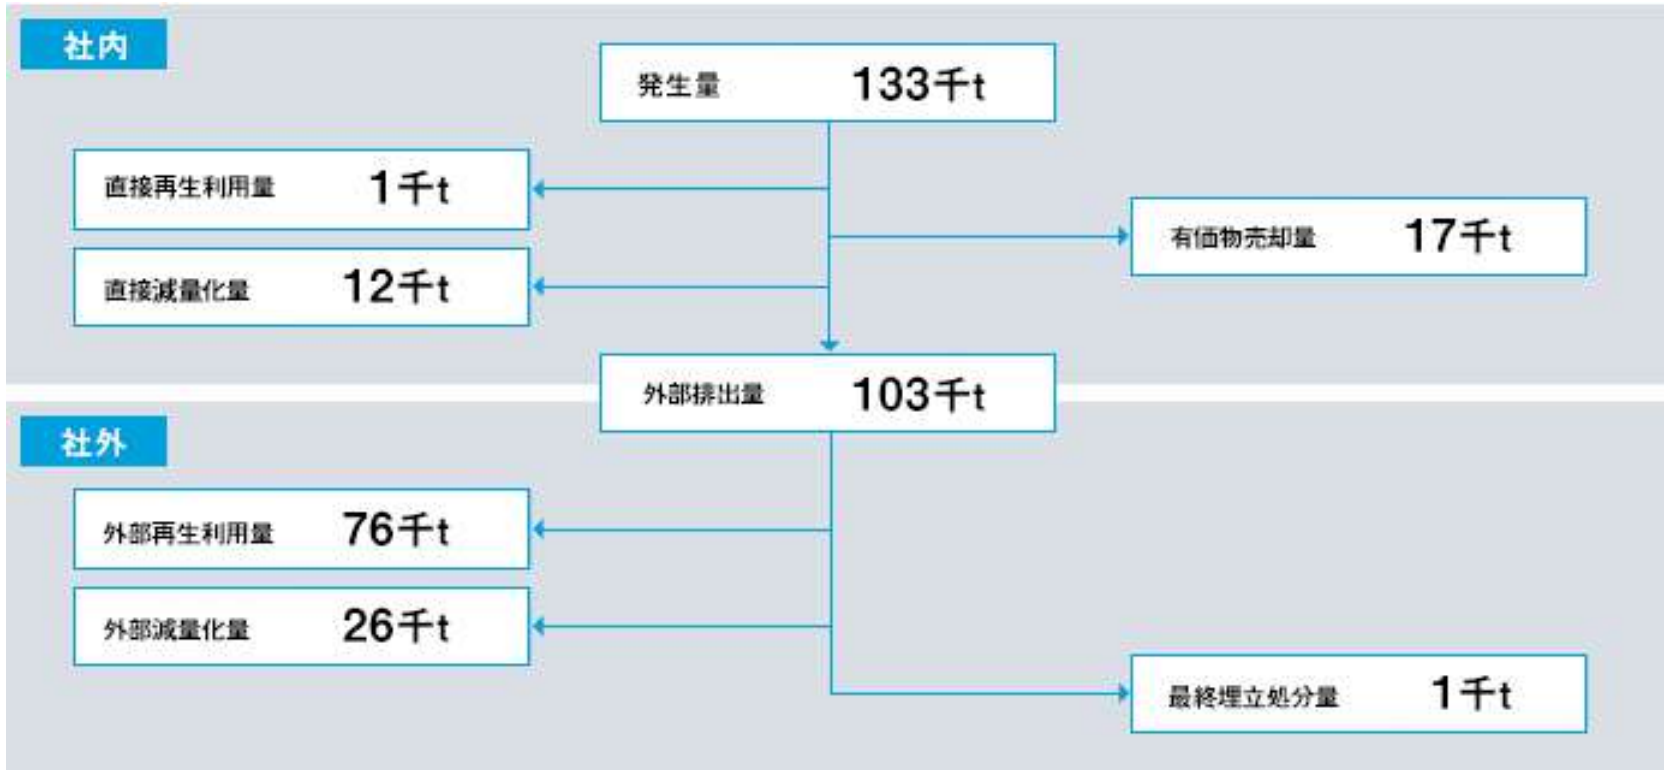 社内
発生量 133千t
直接再生利用量 1千t
有価物売却量 17千t
直接減量化量 12千t
外部排出量 103千t
社外
外部再生利用量 76千t
外部減量化量 26千t
最終埋立処分量 1千t